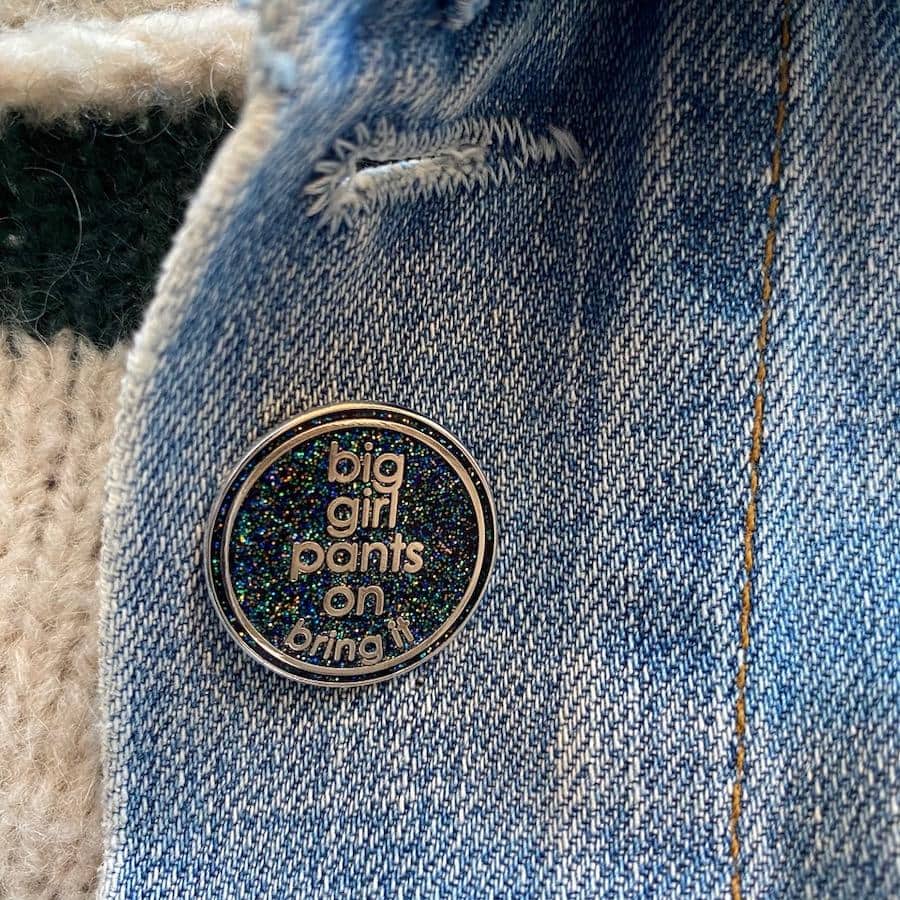 big
girl
pants
on
bring it